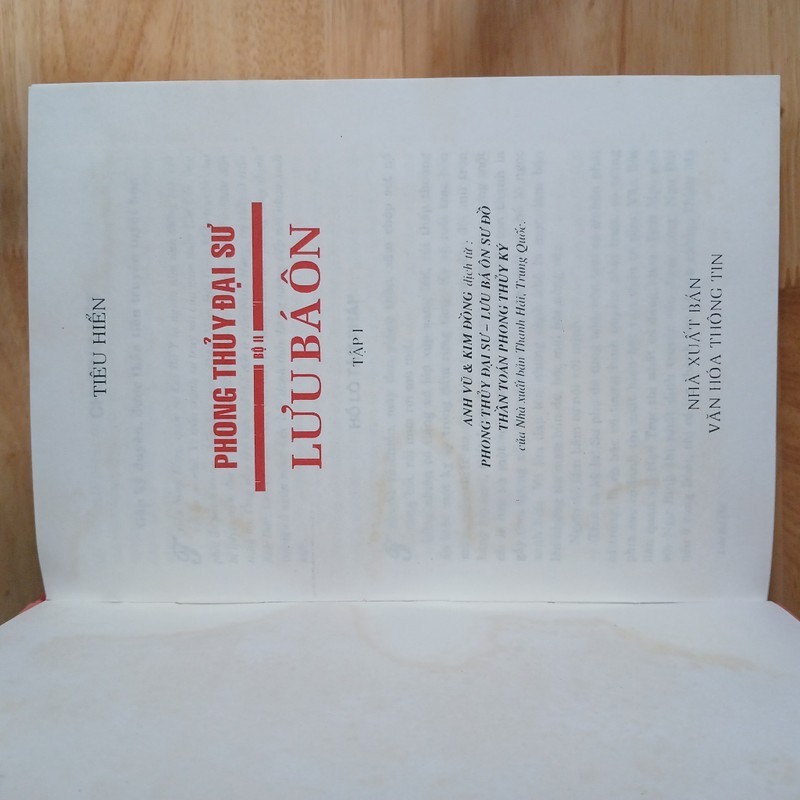 TIÊU HIỂN
PHONG THỦY ĐẠI SƯ
BỘ II
LƯU BÁ ÔN
TẬP I
ANH VŨ & KIM ĐỒNG dịch từ :
PHONG THỦY ĐẠI SƯ – LƯU BÁ ÔN SƯ ĐỒ
THẦN TOÁN PHONG THỦY KÝ
của Nhà xuất bản Thanh Hải, Trung Quốc.
NHÀ XUẤT BẢN
VĂN HÓA THÔNG TIN